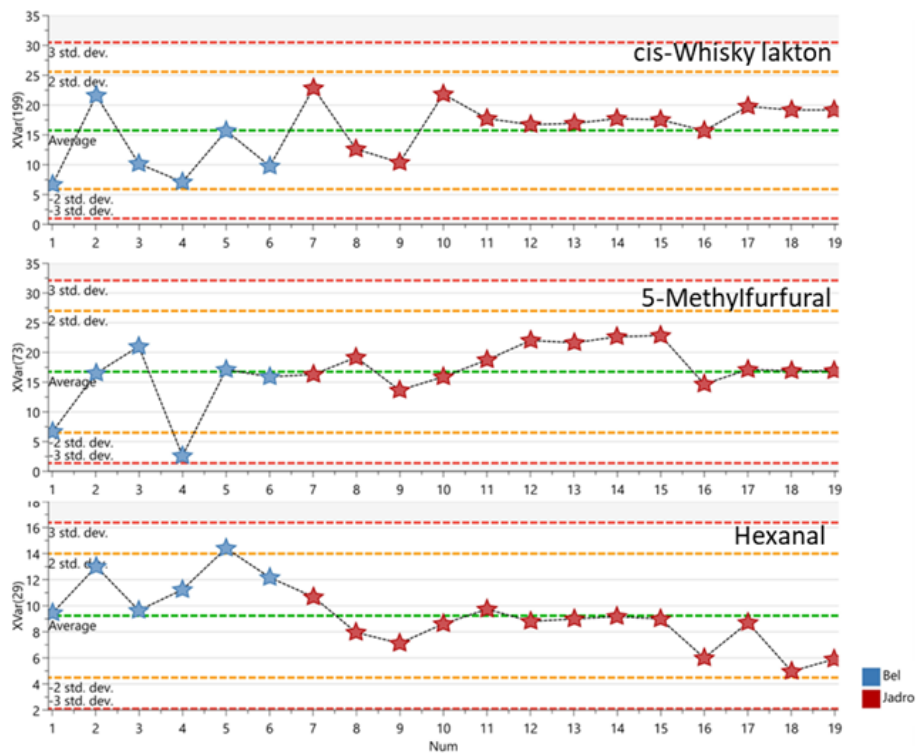 cis-Whisky lakton
XVar(199)
35
30
3 std. dev.
25
2 std. dev.
20
15
Average
10
5
-2 std. dev.
-3 std. dev.
0
1 2 3 4 5 6 7 8 9 10 11 12 13 14 15 16 17 18 19
5-Methylfurfural
XVar(73)
35
30
3 std. dev.
25
2 std. dev.
20
15
Average
10
5
-2 std. dev.
-3 std. dev.
0
1 2 3 4 5 6 7 8 9 10 11 12 13 14 15 16 17 18 19
Hexanal
XVar(29)
18
16
3 std. dev.
14
2 std. dev.
12
10
Average
8
6
4
-2 std. dev.
-3 std. dev.
2
1 2 3 4 5 6 7 8 9 10 11 12 13 14 15 16 17 18 19
Num
Bel
Jadro